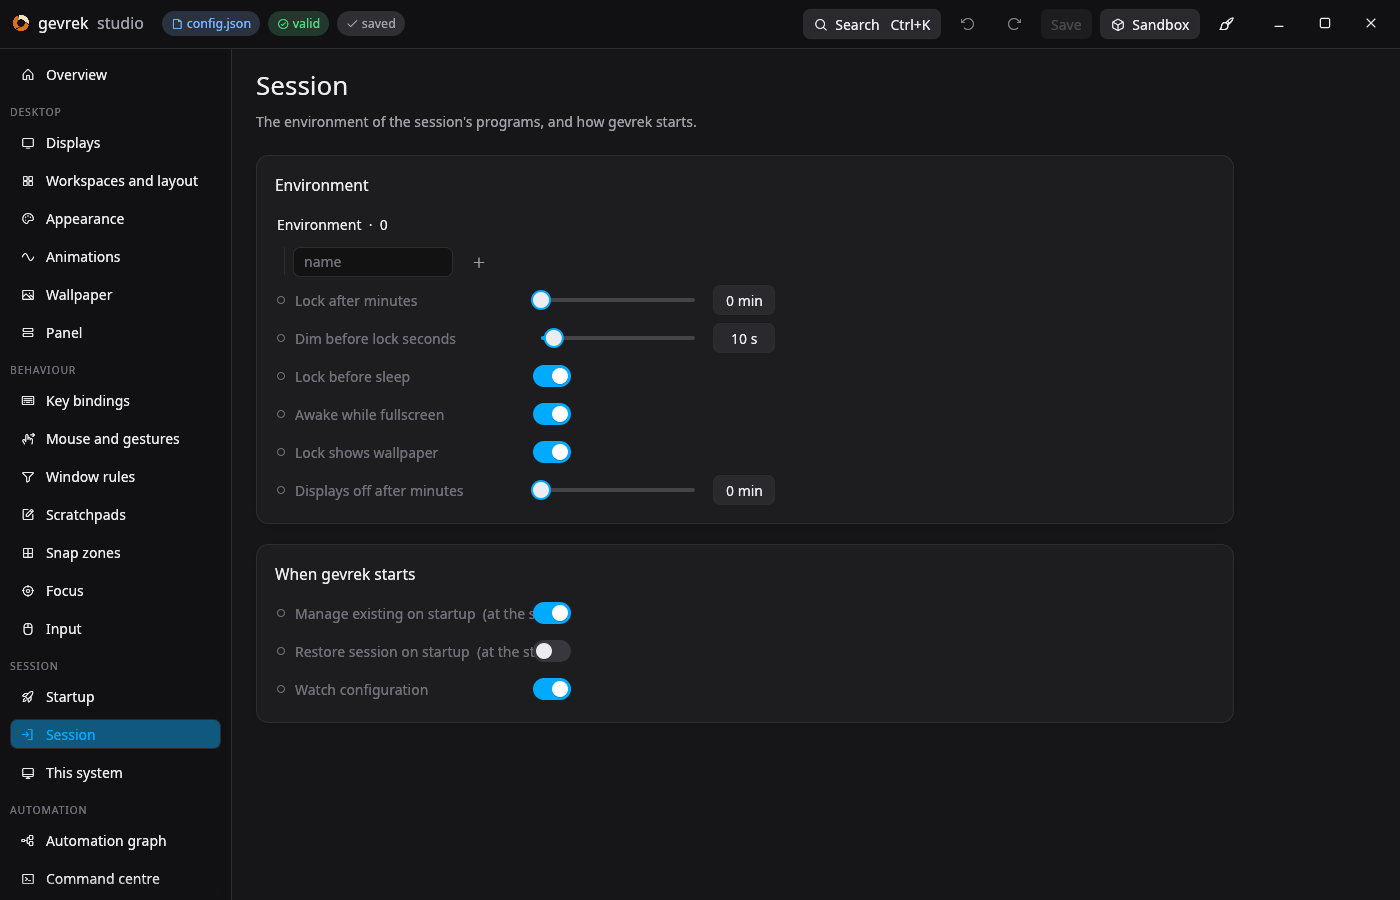 gevrek studio config.json valid saved Search Ctrl+K Save Sandbox
Overview
DESKTOP
Displays
Workspaces and layout
Appearance
Animations
Wallpaper
Panel
BEHAVIOUR
Key bindings
Mouse and gestures
Window rules
Scratchpads
Snap zones
Focus
Input
SESSION
Startup
Session
This system
AUTOMATION
Automation graph
Command centre
Session
The environment of the session's programs, and how gevrek starts.
Environment
Environment · 0
name
Lock after minutes 0 min
Dim before lock seconds 10 s
Lock before sleep
Awake while fullscreen
Lock shows wallpaper
Displays off after minutes 0 min
When gevrek starts
Manage existing on startup (at the s
Restore session on startup (at the st
Watch configuration